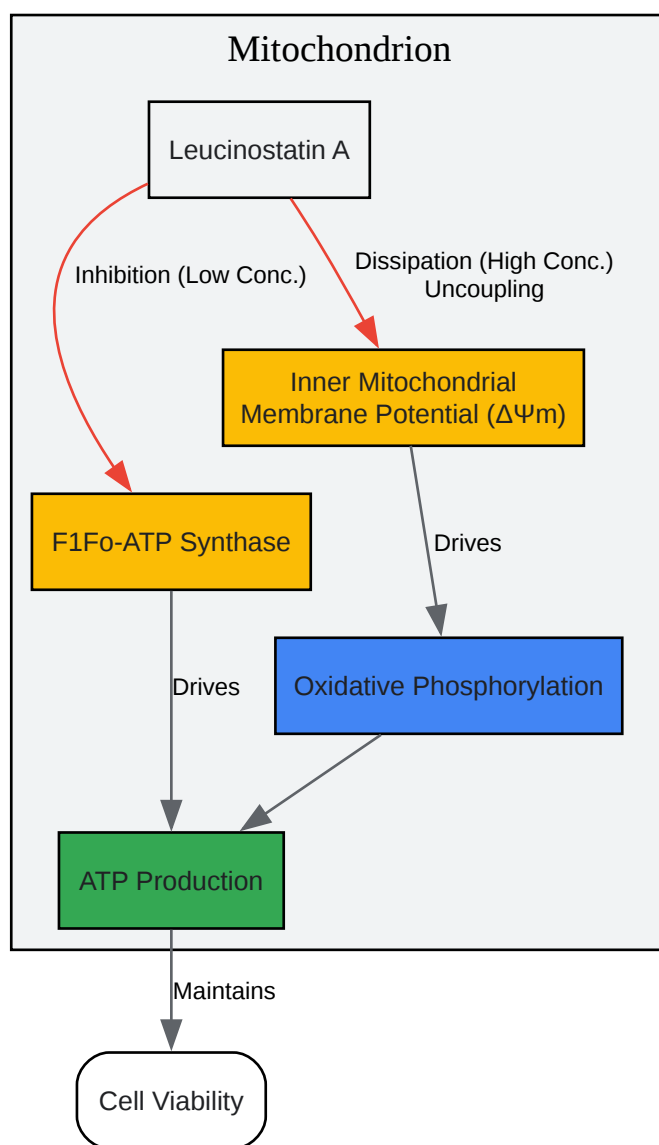 Mitochondrion
Leucinostatin A
Inhibition (Low Conc.)
Dissipation (High Conc.)
Uncoupling
Inner Mitochondrial
Membrane Potential (ΔΨm)
F1Fo-ATP Synthase
Drives
Oxidative Phosphorylation
Drives
ATP Production
Maintains
Cell Viability